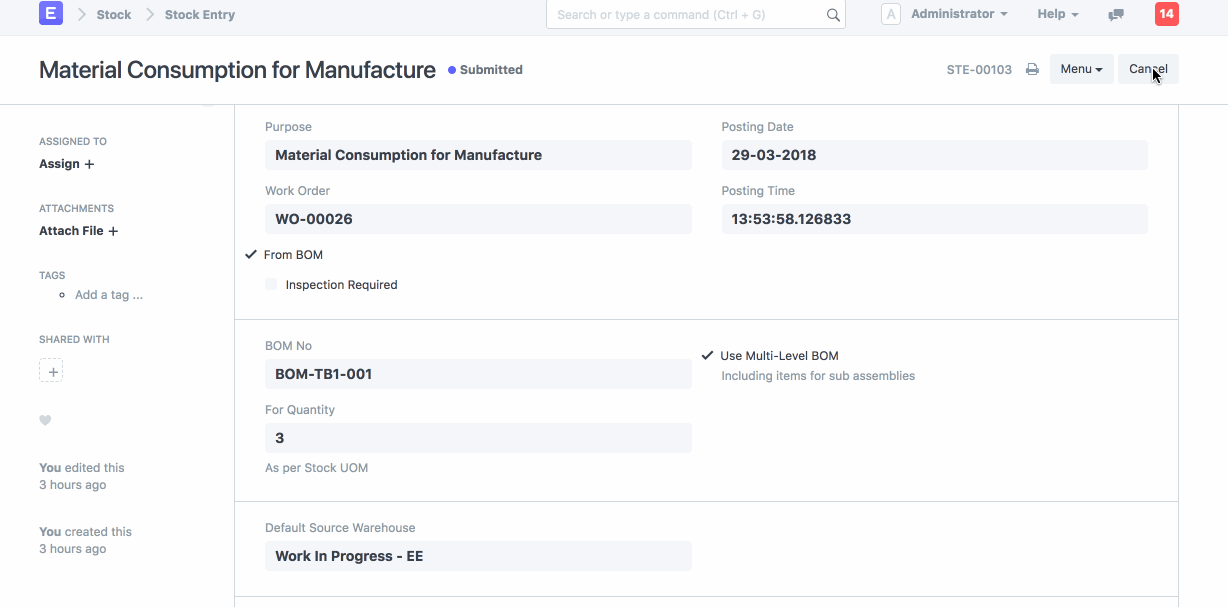 E Stock Stock Entry Search or type a command (Ctrl + G) A Administrator Help 14
Material Consumption for Manufacture Submitted STE-00103 Menu Cancel
ASSIGNED TO
Assign +
ATTACHMENTS
Attach File +
TAGS
Add a tag ...
SHARED WITH
+
You edited this
3 hours ago
You created this
3 hours ago
Purpose
Material Consumption for Manufacture
Posting Date
29-03-2018
Work Order
WO-00026
Posting Time
13:53:58.126833
From BOM
Inspection Required
BOM No
BOM-TB1-001
Use Multi-Level BOM
Including items for sub assemblies
For Quantity
3
As per Stock UOM
Default Source Warehouse
Work In Progress - EE